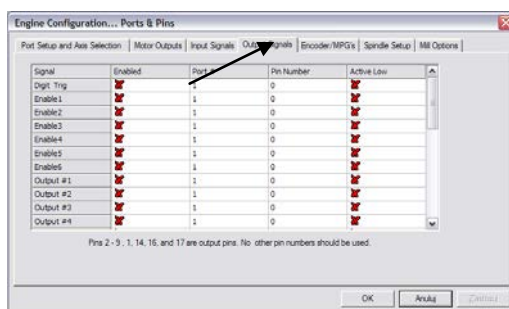 Engine Configuration... Ports & Pins
Port Setup and Axis Selection Motor Outputs Input Signals Output Signals Encoder/MPG's Spindle Setup Mill Options
Signal Enabled Port # Pin Number Active Low
Digit Trig 1 0
Enable1 1 0
Enable2 1 0
Enable3 1 0
Enable4 1 0
Enable5 1 0
Enable6 1 0
Output #1 1 0
Output #2 1 0
Output #3 1 0
Output #4 1 0
Pins 2 - 9 , 1, 14, 16, and 17 are output pins. No other pin numbers should be used.
OK Anuluj Zastosuj